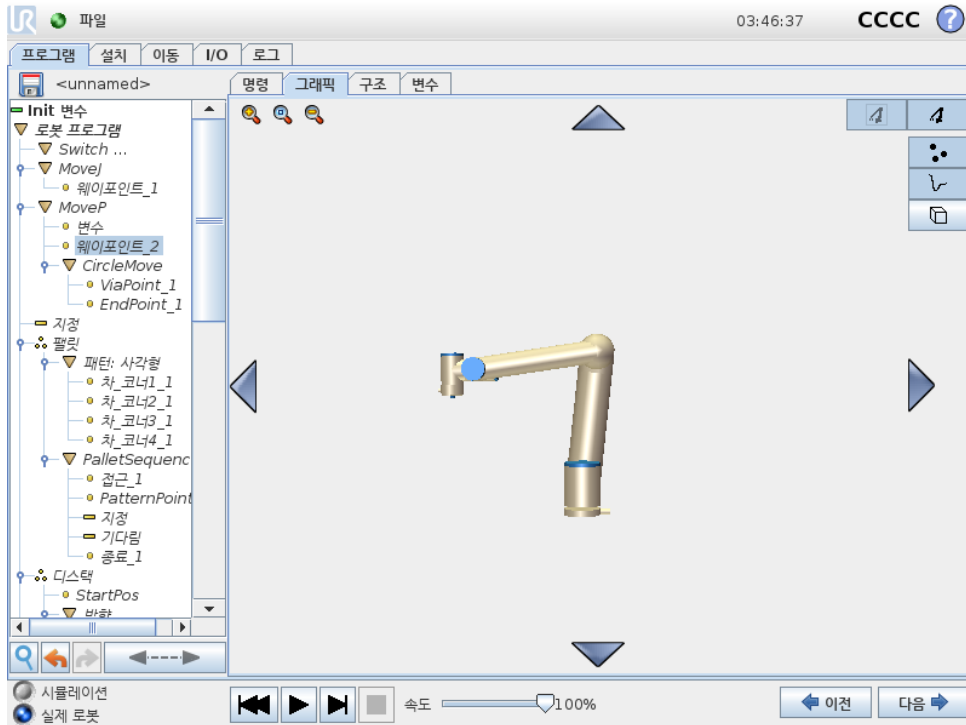 UR 파일 03:46:37 CCCC ?
프로그램 설치 이동 I/O 로그
<unnamed> 명령 그래픽 구조 변수
Init 변수
로봇 프로그램
Switch ...
MoveJ
웨이포인트_1
MoveP
변수
웨이포인트_2
CircleMove
ViaPoint_1
EndPoint_1
지정
팰릿
패턴: 사각형
차_코너1_1
차_코너2_1
차_코너3_1
차_코너4_1
PalletSequenc
접근_1
PatternPoint
지정
기다림
종료_1
디스택
StartPos
방향
시뮬레이션
실제 로봇
속도 100% 이전 다음